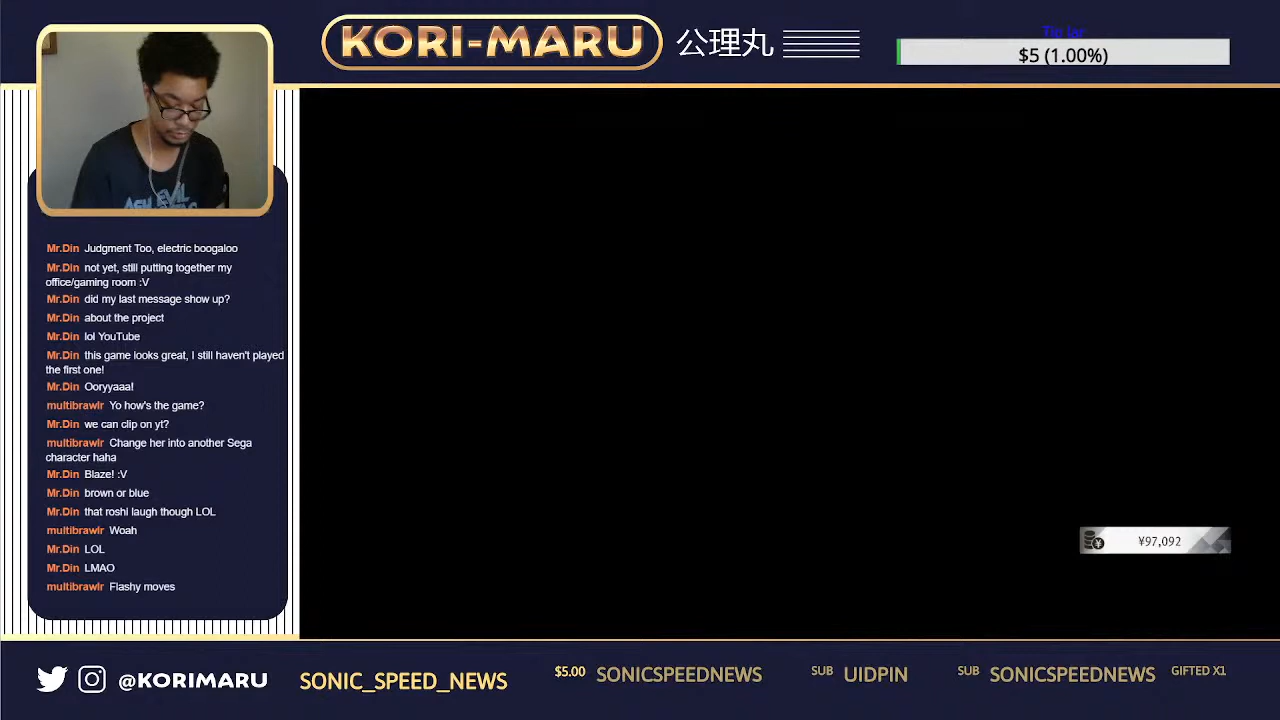 KORI-MARU
公理丸
Tip Jar
$5 (1.00%)
Mr.Din Judgment Too, electric boogaloo
Mr.Din not yet, still putting together my
office/gaming room :V
Mr.Din did my last message show up?
Mr.Din about the project
Mr.Din lol YouTube
Mr.Din this game looks great, I still haven't played
the first one!
Mr.Din Ooryyaaa!
multibrawlr Yo how's the game?
Mr.Din we can clip on yt?
multibrawlr Change her into another Sega
character haha
Mr.Din Blaze! :V
Mr.Din brown or blue
Mr.Din that roshi laugh though LOL
multibrawlr Woah
Mr.Din LOL
Mr.Din LMAO
multibrawlr Flashy moves
¥97,092
@KORIMARU
SONIC_SPEED_NEWS
$5.00 SONICSPEEDNEWS
SUB UIDPIN
SUB SONICSPEEDNEWS GIFTED X1